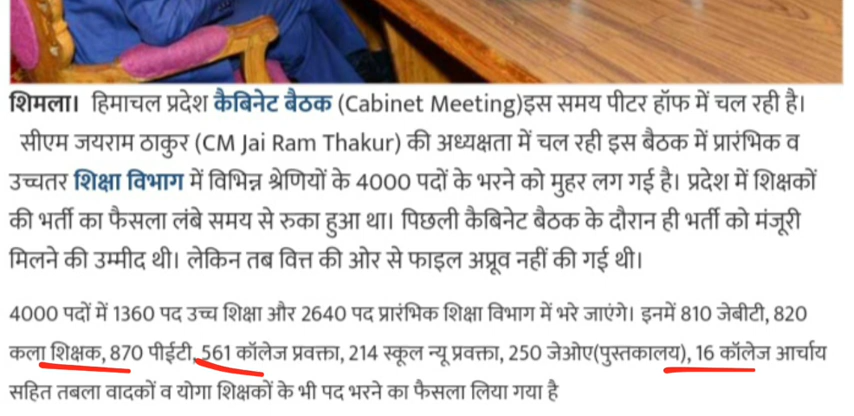 शिमला। हिमाचल प्रदेश कैबिनेट बैठक (Cabinet Meeting)इस समय पीटर हॉफ में चल रही है।
सीएम जयराम ठाकुर (CM Jai Ram Thakur) की अध्यक्षता में चल रही इस बैठक में प्रारंभिक व
उच्चतर शिक्षा विभाग में विभिन्न श्रेणियों के 4000 पदों के भरने को मुहर लग गई है। प्रदेश में शिक्षकों
की भर्ती का फैसला लंबे समय से रुका हुआ था। पिछली कैबिनेट बैठक के दौरान ही भर्ती को मंजूरी
मिलने की उम्मीद थी। लेकिन तब वित्त की ओर से फाइल अप्रूव नहीं की गई थी।
4000 पदों में 1360 पद उच्च शिक्षा और 2640 पद प्रारंभिक शिक्षा विभाग में भरे जाएंगे। इनमें 810 जेबीटी, 820
कला शिक्षक, 870 पीईटी, 561 कॉलेज प्रवक्ता, 214 स्कूल न्यू प्रवक्ता, 250 जेओए(पुस्तकालय), 16 कॉलेज आर्चाय
सहित तबला वादकों व योगा शिक्षकों के भी पद भरने का फैसला लिया गया है